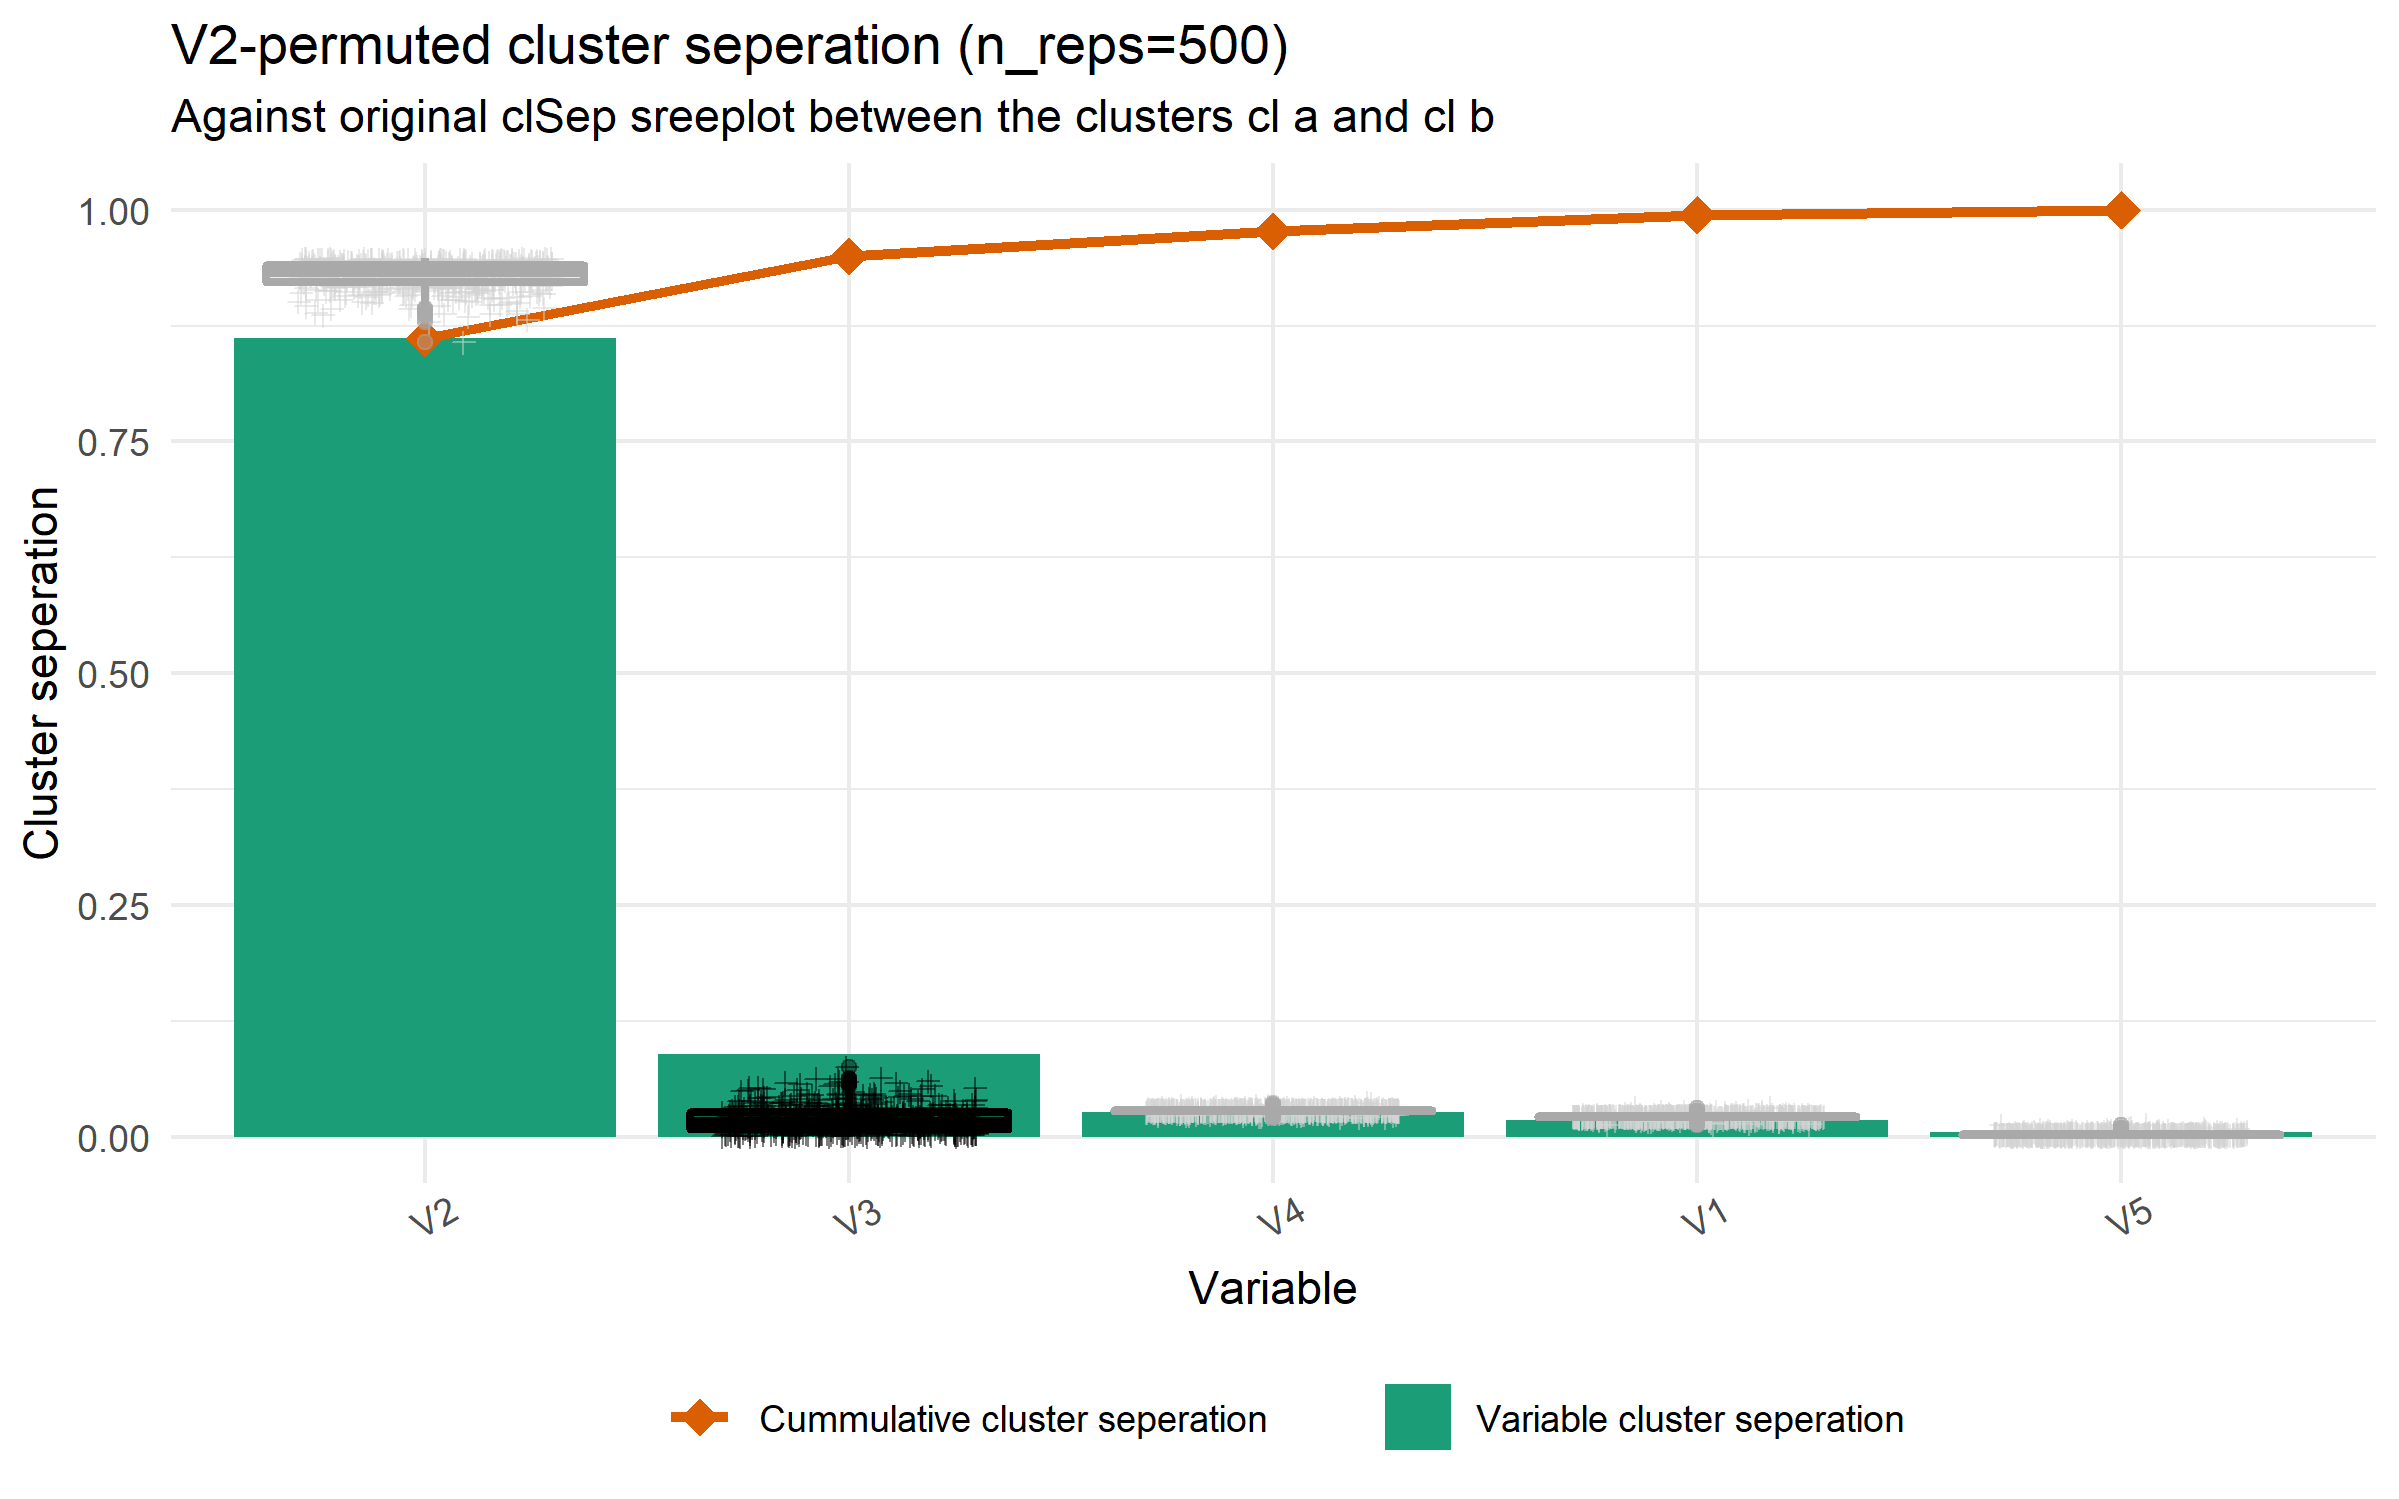 V2-permuted cluster seperation (n_reps=500)
Against original clSep sreeplot between the clusters cl a and cl b
Cluster seperation
1.00
0.75
0.50
0.25
0.00
V2
V3
V4
V1
V5
Variable
Cummulative cluster seperation
Variable cluster seperation